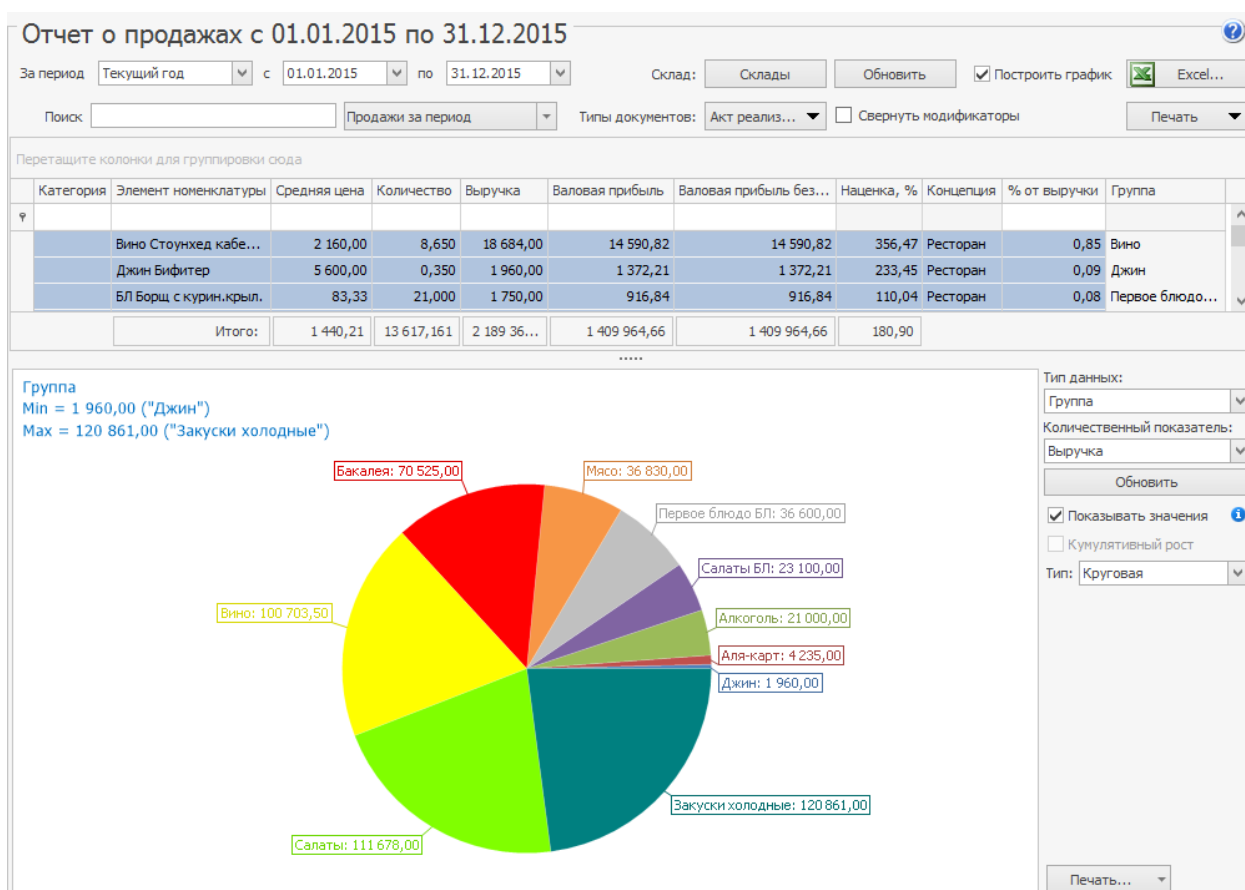 Отчет о продажах с 01.01.2015 по 31.12.2015
За период Текущий год с 01.01.2015 по 31.12.2015 Склад: Склады Обновить Построить график Excel...
Поиск Продажи за период Типы документов: Акт реализ... Свернуть модификаторы Печать
Перетащите колонки для группировки сюда
Категория Элемент номенклатуры Средняя цена Количество Выручка Валовая прибыль Валовая прибыль без... Наценка, % Концепция % от выручки Группа
Вино Стоунхед кабе... 2 160,00 8,650 18 684,00 14 590,82 14 590,82 356,47 Ресторан 0,85 Вино
Джин Бифитер 5 600,00 0,350 1 960,00 1 372,21 1 372,21 233,45 Ресторан 0,09 Джин
БЛ Борщ с курин.крыл. 83,33 21,000 1 750,00 916,84 916,84 110,04 Ресторан 0,08 Первое блюдо...
Итого: 1 440,21 13 617,161 2 189 36... 1 409 964,66 1 409 964,66 180,90
Группа
Min = 1 960,00 ("Джин")
Max = 120 861,00 ("Закуски холодные")
Бакалея: 70 525,00
Мясо: 36 830,00
Первое блюдо БЛ: 36 600,00
Салаты БЛ: 23 100,00
Вино: 100 703,50
Алкоголь: 21 000,00
Аля-карт: 4 235,00
Джин: 1 960,00
Закуски холодные: 120 861,00
Салаты: 111 678,00
Тип данных:
Группа
Количественный показатель:
Выручка
Обновить
Показывать значения
Кумулятивный рост
Тип: Круговая
Печать...